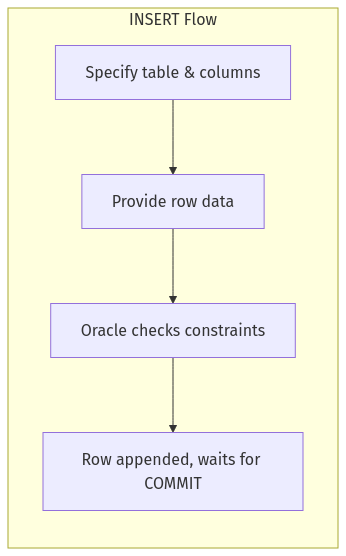 INSERT Flow
Specify table & columns
Provide row data
Oracle checks constraints
Row appended, waits for
COMMIT